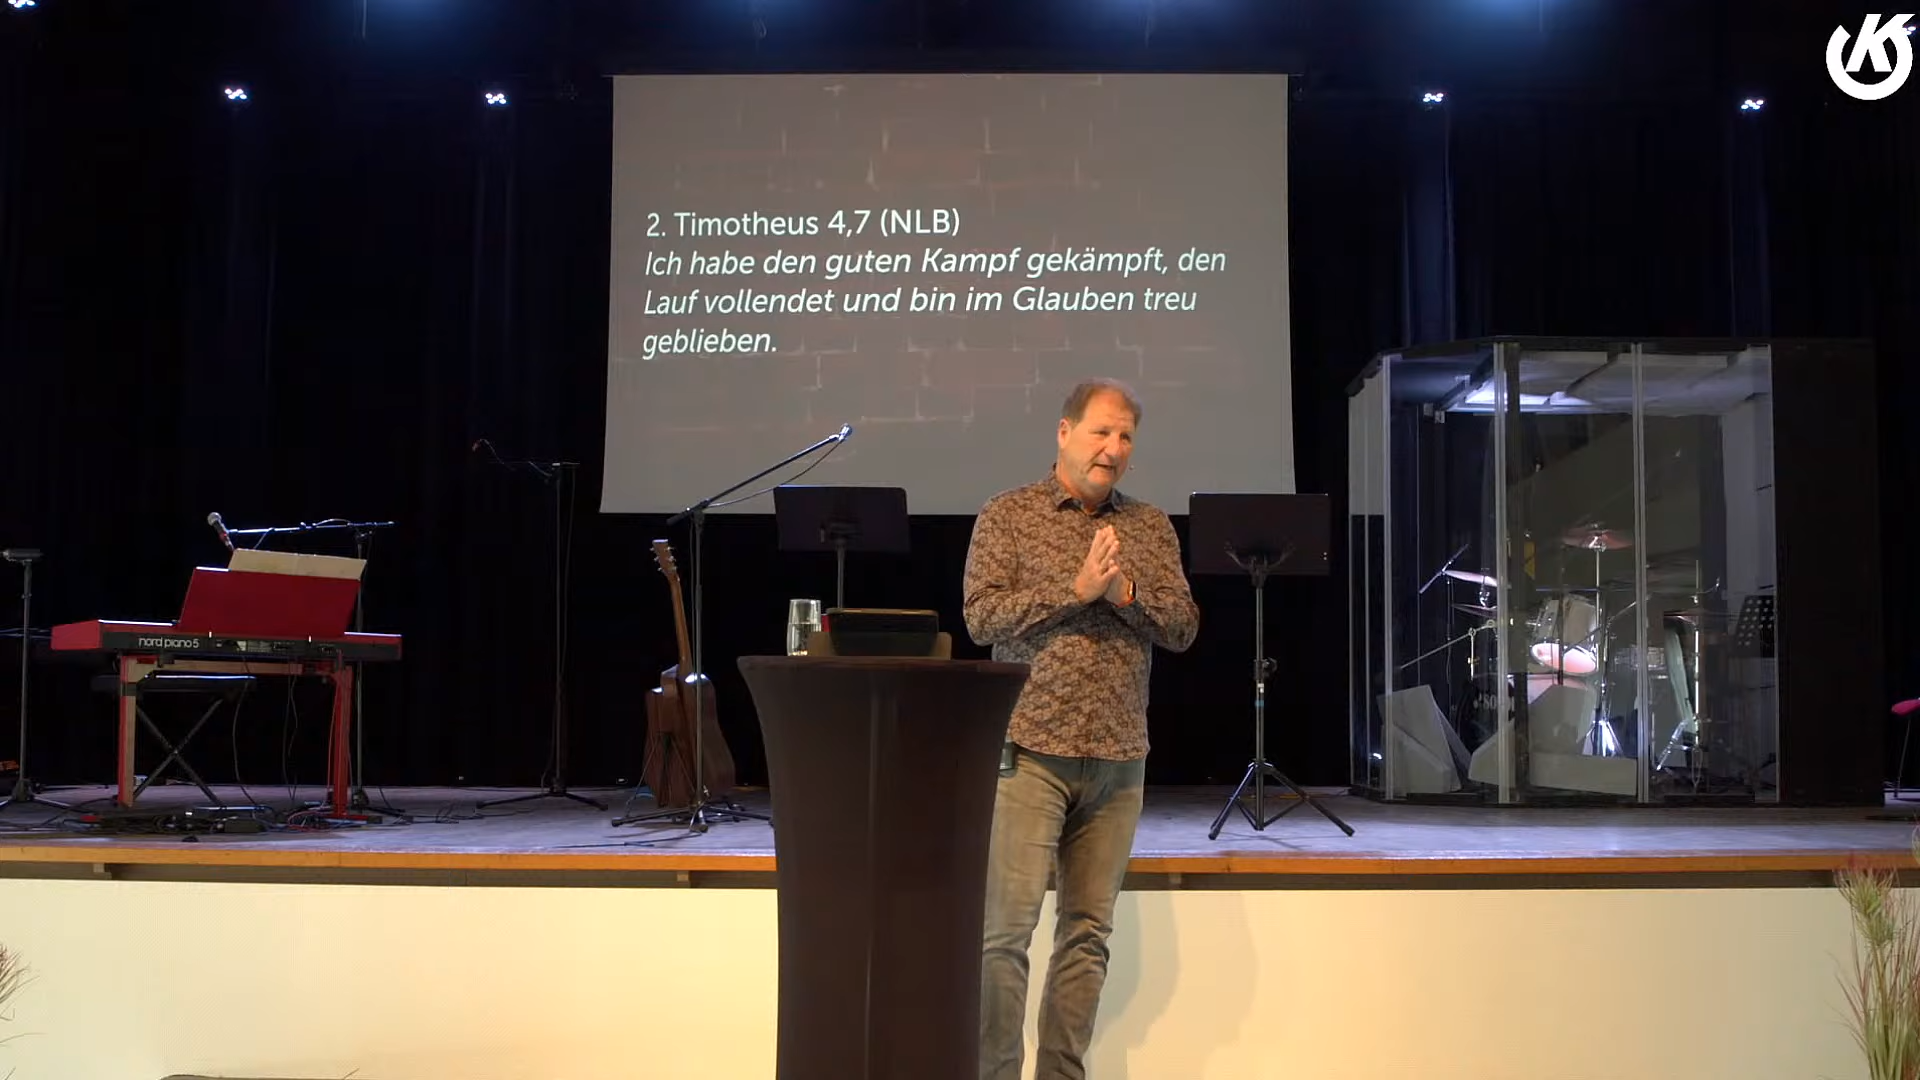 2. Timotheus 4,7 (NLB)
Ich habe den guten Kampf gekämpft, den
Lauf vollendet und bin im Glauben treu
geblieben.
nord piano 5